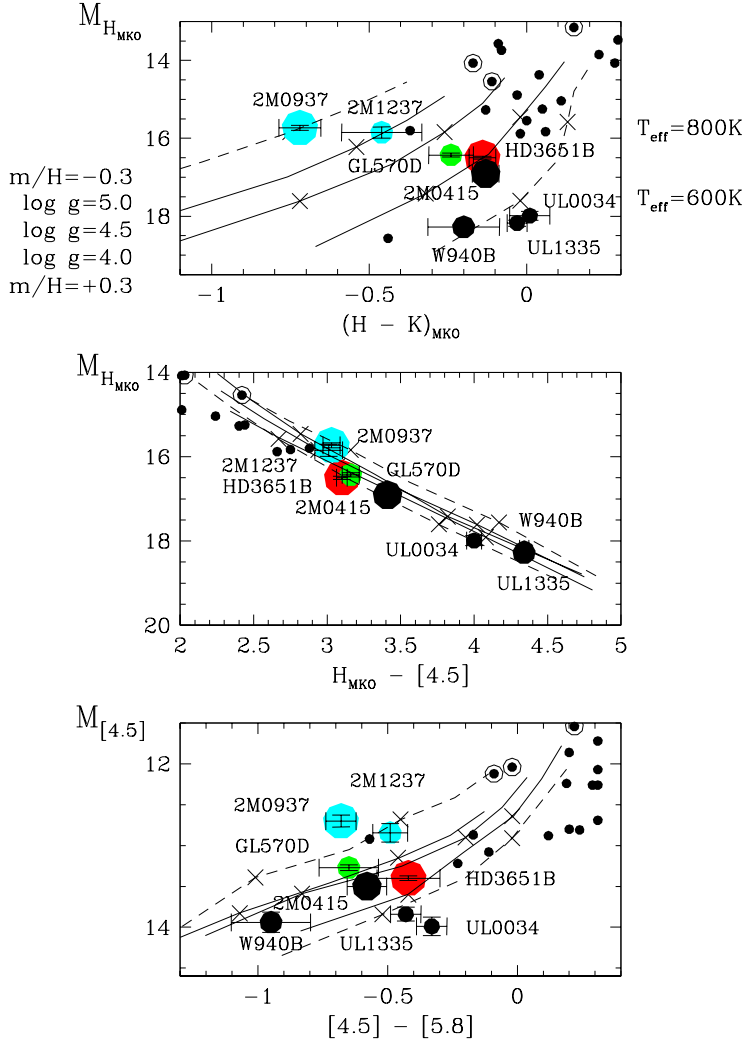 M_H_MKO
14
16
18
2M0937
2M1237
GL570D
HD3651B
2M0415
UL0034
W940B
UL1335
T_eff=800K
T_eff=600K
m/H=−0.3
log g=5.0
log g=4.5
log g=4.0
m/H=+0.3
−1
−0.5
0
(H − K)_MKO
M_H_MKO
14
16
18
20
2M0937
2M1237
GL570D
HD3651B
2M0415
W940B
UL0034
UL1335
2
2.5
3
3.5
4
4.5
5
H_MKO − [4.5]
M_[4.5]
12
14
2M1237
2M0937
GL570D
HD3651B
2M0415
W940B
UL1335
UL0034
−1
−0.5
0
[4.5] − [5.8]